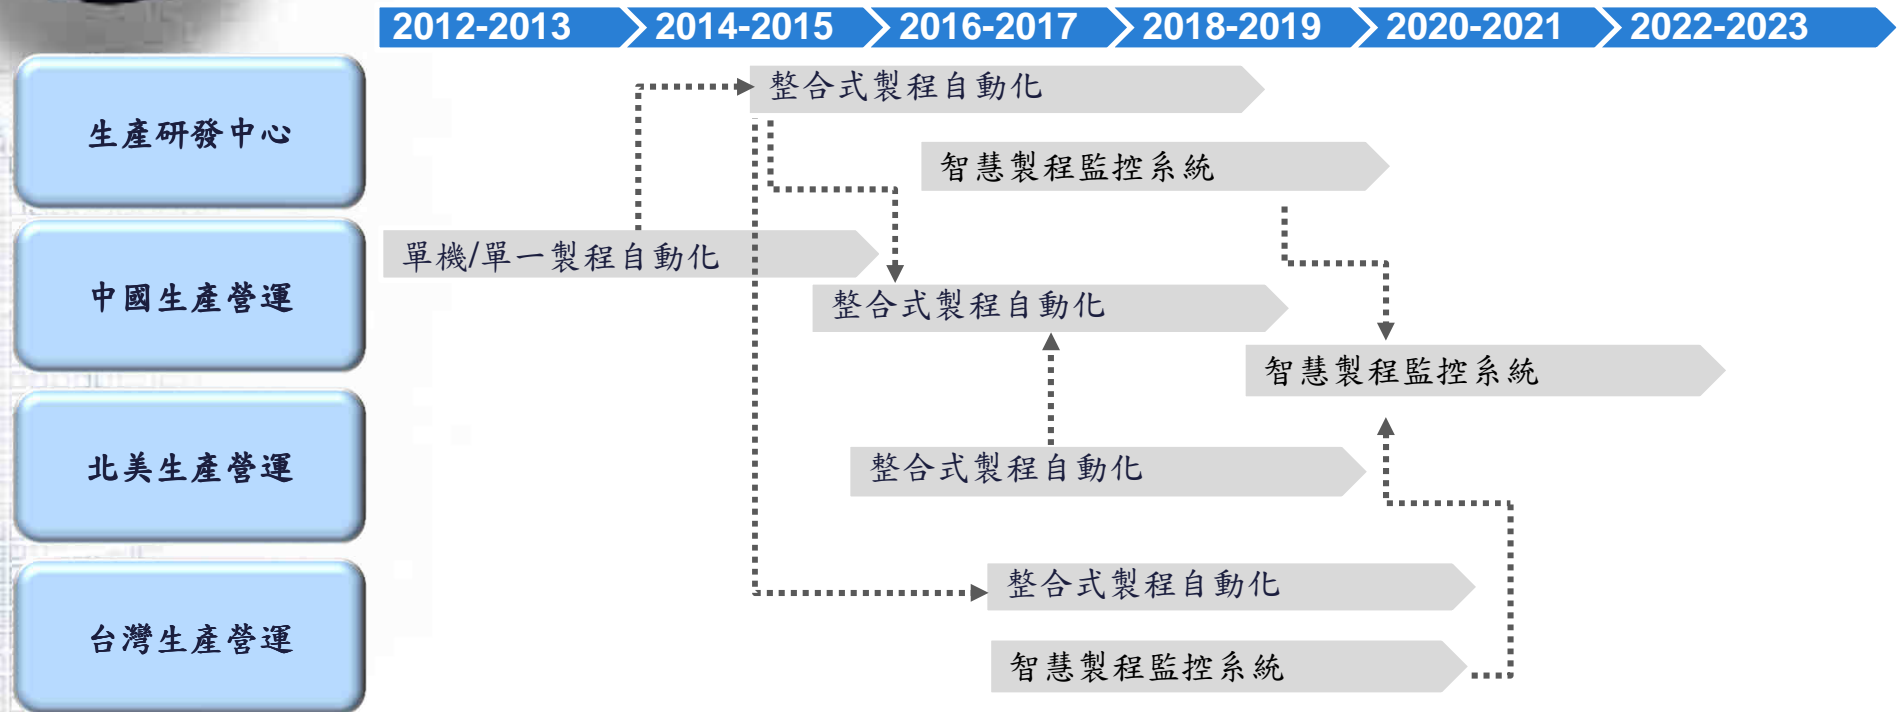 2012-2013
2014-2015
2016-2017
2018-2019
2020-2021
2022-2023
生產研發中心
整合式製程自動化
智慧製程監控系統
中國生產營運
單機/單一製程自動化
整合式製程自動化
智慧製程監控系統
北美生產營運
整合式製程自動化
台灣生產營運
整合式製程自動化
智慧製程監控系統